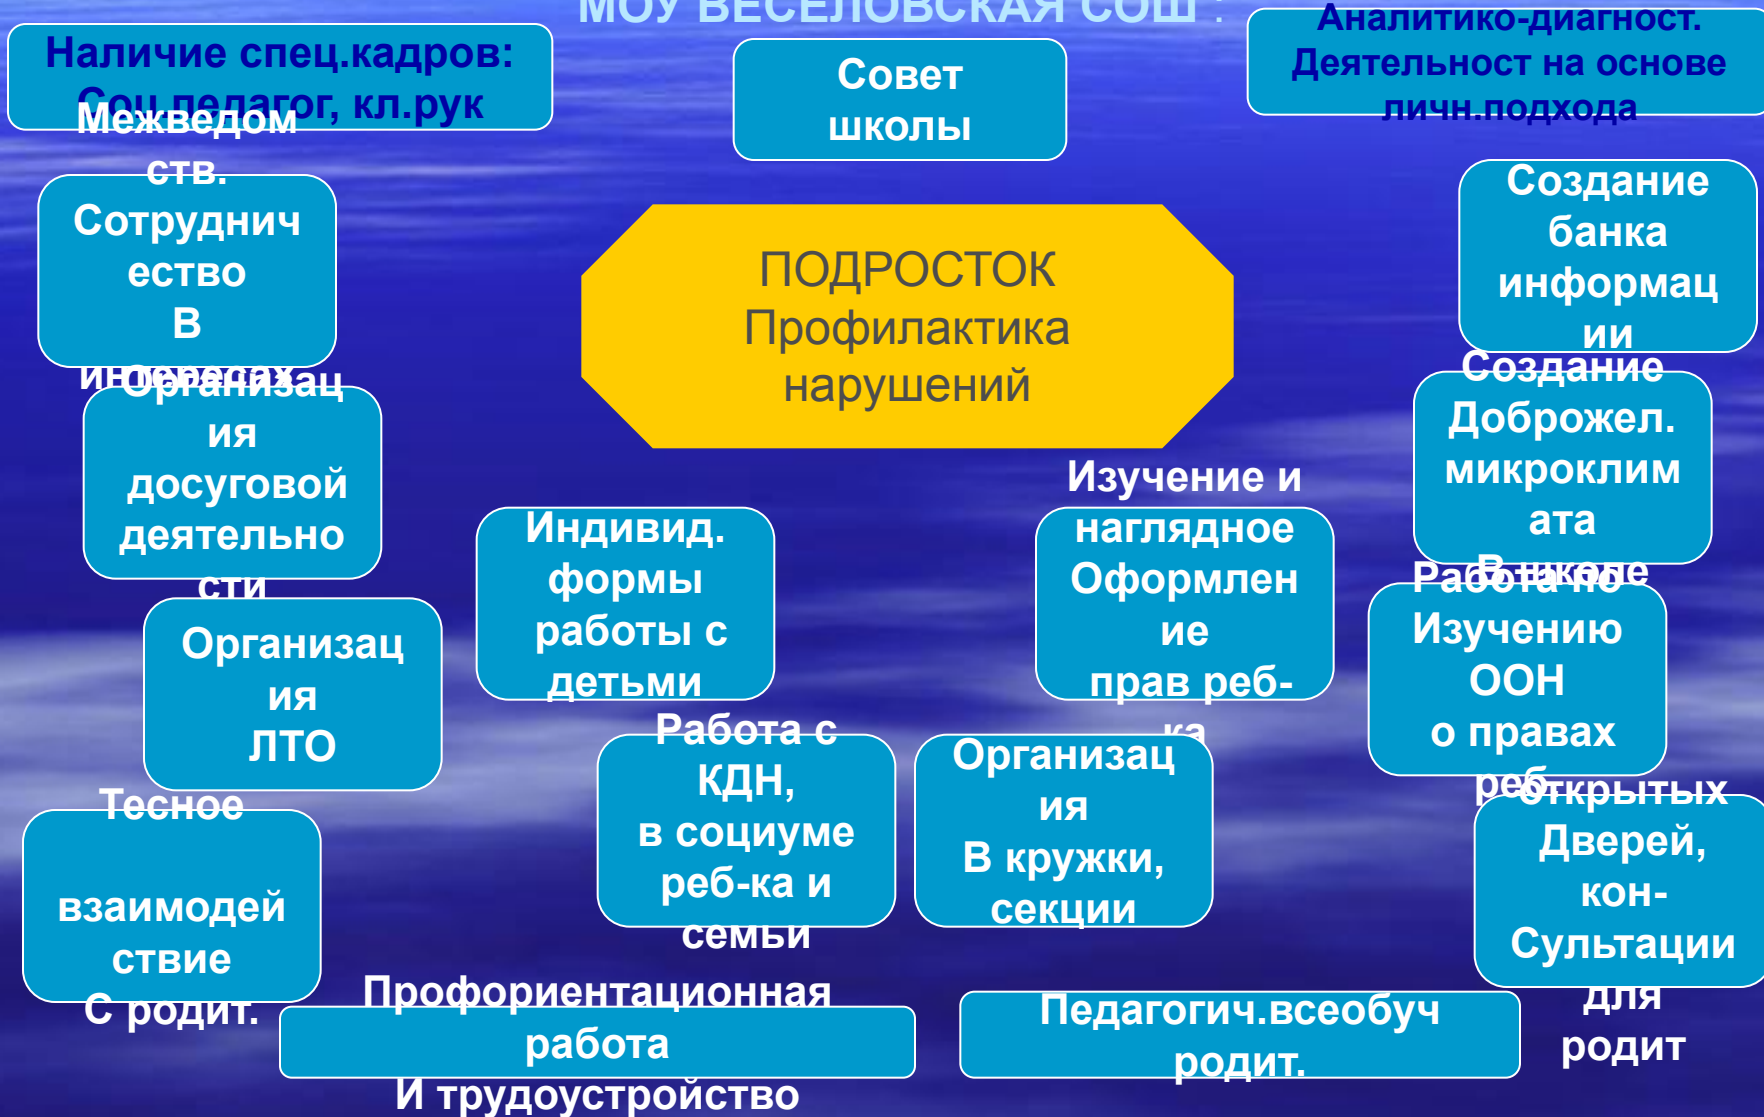 МОУ ВЕСЕЛОВСКАЯ СОШ :
Наличие спец.кадров:
Соц.педагог, кл.рук
Совет
школы
Аналитико-диагност.
Деятельност на основе
личн.подхода
Межведом
ств.
Сотруднич
ество
В
интересах
Создание
банка
информац
ии
ПОДРОСТОК
Профилактика
нарушений
Организац
ия
досуговой
деятельно
сти
Создание
Доброжел.
микроклим
ата
В школе
Индивид.
формы
работы с
детьми
Изучение и
наглядное
Оформлен
ие
прав реб-
ка
Организац
ия
ЛТО
Работа по
Изучению
ООН
о правах
реб.
Работа с
КДН,
в социуме
реб-ка и
семьи
Организац
ия
В кружки,
секции
Тесное
взаимодей
ствие
С родит.
открытых
Дверей,
кон-
Сультации
для
родит
Профориентационная
работа
И трудоустройство
Педагогич.всеобуч
родит.